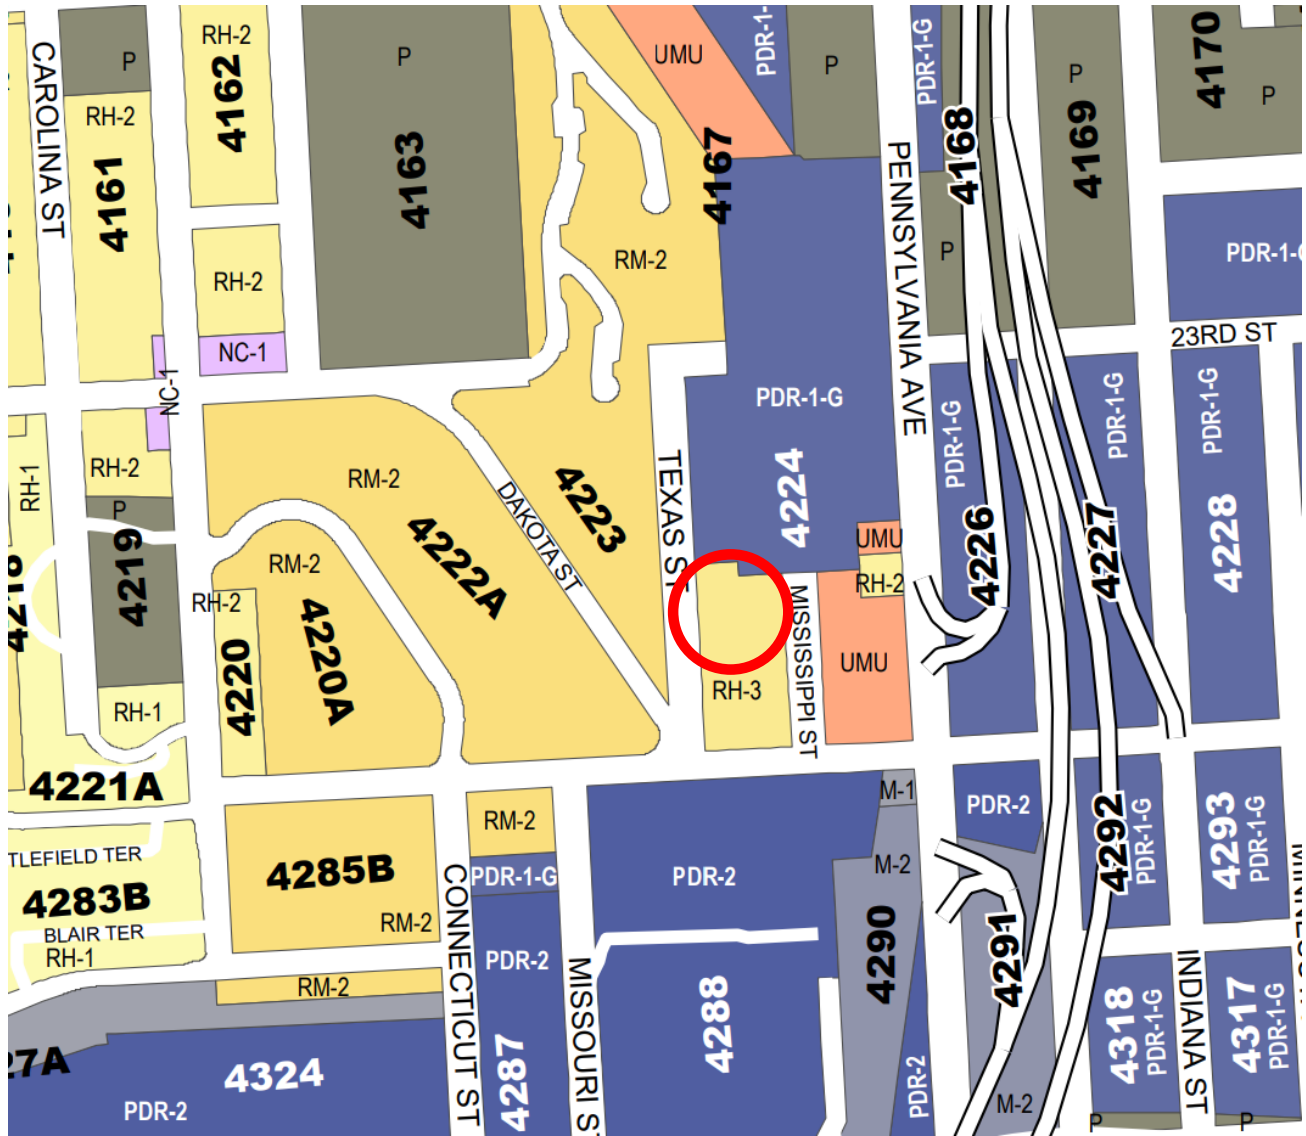 CAROLINA ST
P
RH-2
4161
RH-2
4162
RH-2
NC-1
NC-1
P
4163
UMU
PDR-1-
P
4167
RM-2
PENNSYLVANIA AVE
PDR-1-G
4168
P
P
4169
4170
P
PDR-1-G
23RD ST
RH-1
RH-2
P
4219
RH-1
RM-2
4222A
RM-2
4220A
RH-2
4220
DAKOTA ST
4223
TEXAS ST
PDR-1-G
4224
UMU
RH-2
UMU
RH-3
MISSISSIPPI ST
PDR-1-G
4226
PDR-1-G
4227
PDR-1-G
4228
4221A
TLEFIELD TER
4283B
BLAIR TER
RH-1
4285B
RM-2
RM-2
27A
4324
PDR-2
CONNECTICUT ST
RM-2
PDR-1-G
PDR-2
4287
MISSOURI S
PDR-2
4288
M-1
M-2
4290
PDR-2
PDR-2
4291
M-2
4292
PDR-1-G
4293
PDR-1-G
4318
PDR-1-G
INDIANA ST
4317
PDR-1-G
P
P